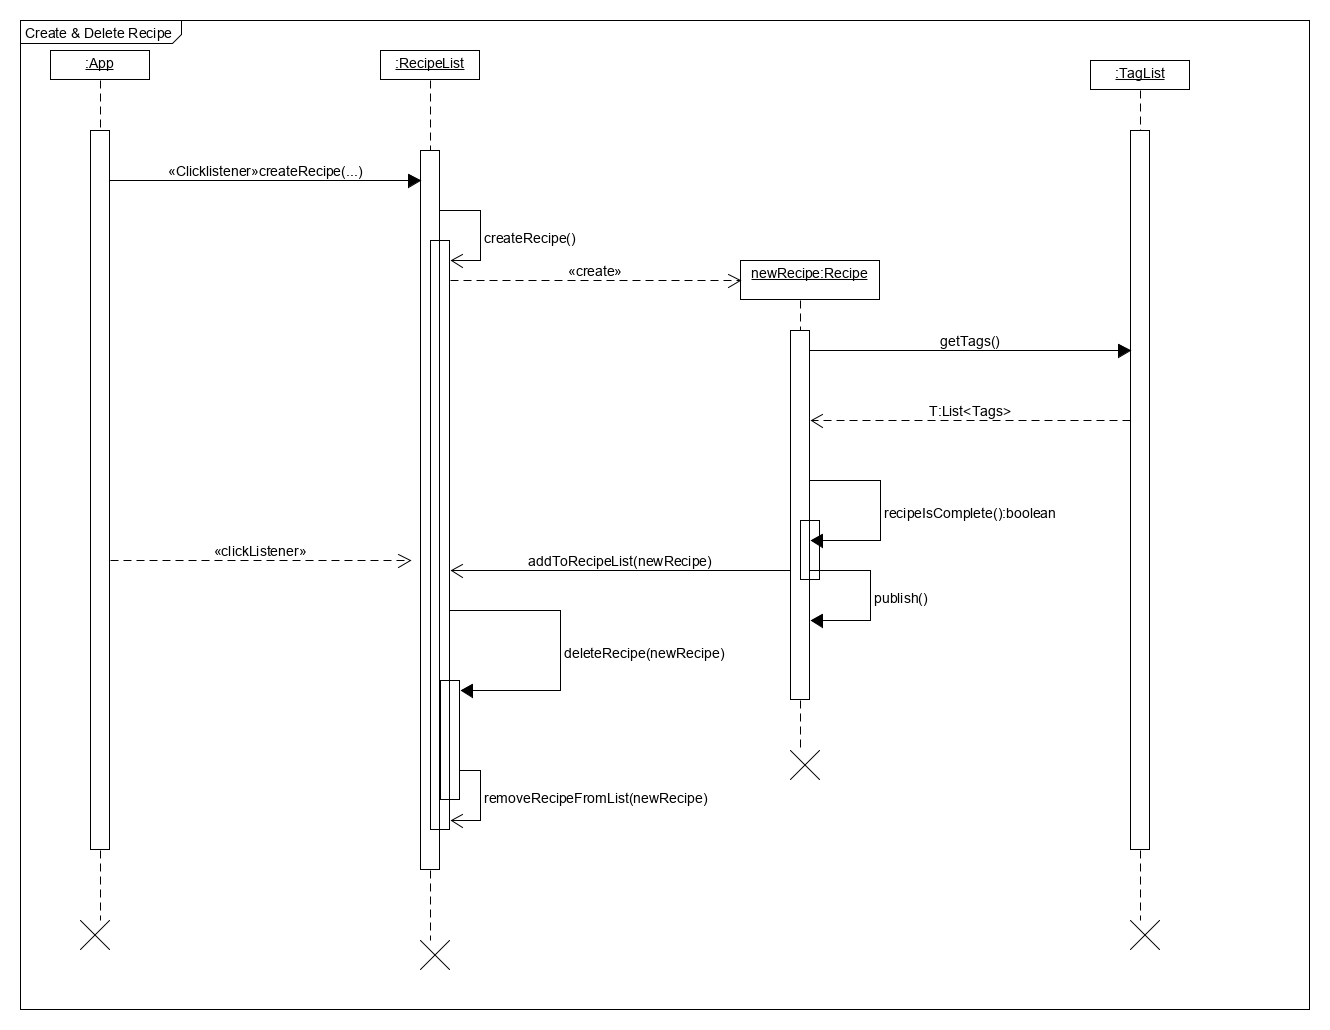 Create & Delete Recipe
:App
:RecipeList
:TagList
«Clicklistener»createRecipe(...)
createRecipe()
«create»
newRecipe:Recipe
getTags()
T:List<Tags>
recipeIsComplete():boolean
«clickListener»
addToRecipeList(newRecipe)
publish()
deleteRecipe(newRecipe)
removeRecipeFromList(newRecipe)